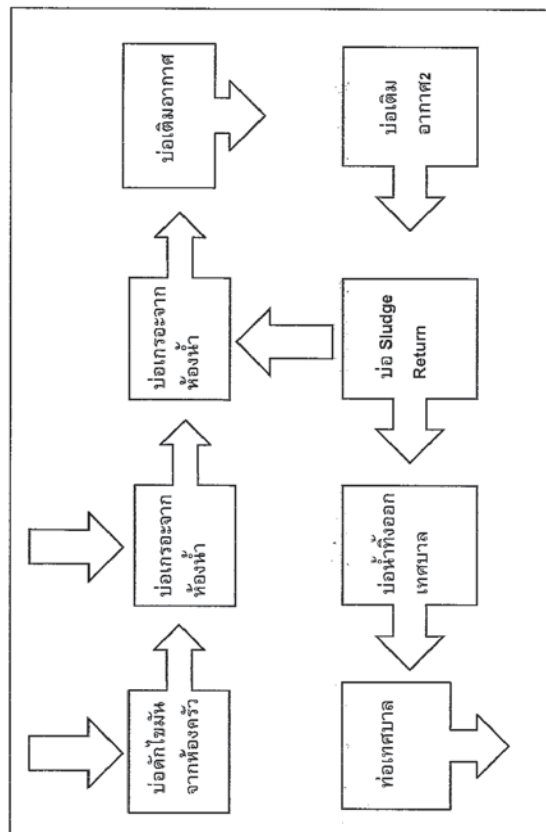 บ่อดักไขมัน
จากห้องครัว
บ่อเกรอะจาก
ห้องน้ำ
บ่อเกรอะจาก
ห้องน้ำ
บ่อเติมอากาศ
บ่อเติม
อากาศ2
บ่อ Sludge
Return
บ่อน้ำทิ้งออก
เทศบาล
ท่อเทศบาล